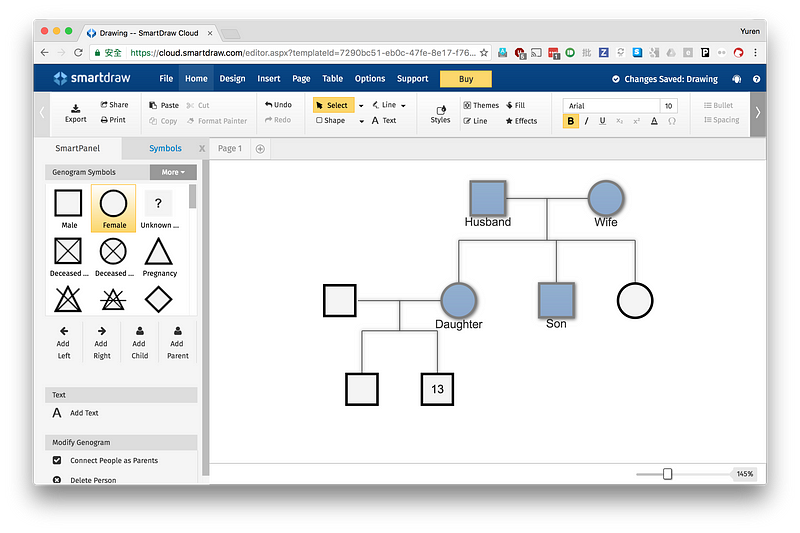 Yuren
Drawing -- SmartDraw Cloud
安全
https://cloud.smartdraw.com/editor.aspx?templateId=7290bc51-eb0c-47fe-8e17-f76...
smartdraw
File
Home
Design
Insert
Page
Table
Options
Support
Buy
Changes Saved: Drawing
Export
Share
Print
Paste
Cut
Copy
Format Painter
Undo
Redo
Select
Line
Shape
A Text
Styles
Themes
Fill
Line
Effects
Arial
10
B I U X₂ X² A {}
Bullet
Spacing
SmartPanel
Symbols X
Page 1
Genogram Symbols
More
Male
Female
?
Unknown ...
Deceased ...
Deceased ...
Pregnancy
Add Left
Add Right
Add Child
Add Parent
Text
A Add Text
Modify Genogram
Connect People as Parents
Delete Person
Husband
Wife
Daughter
Son
13
145%